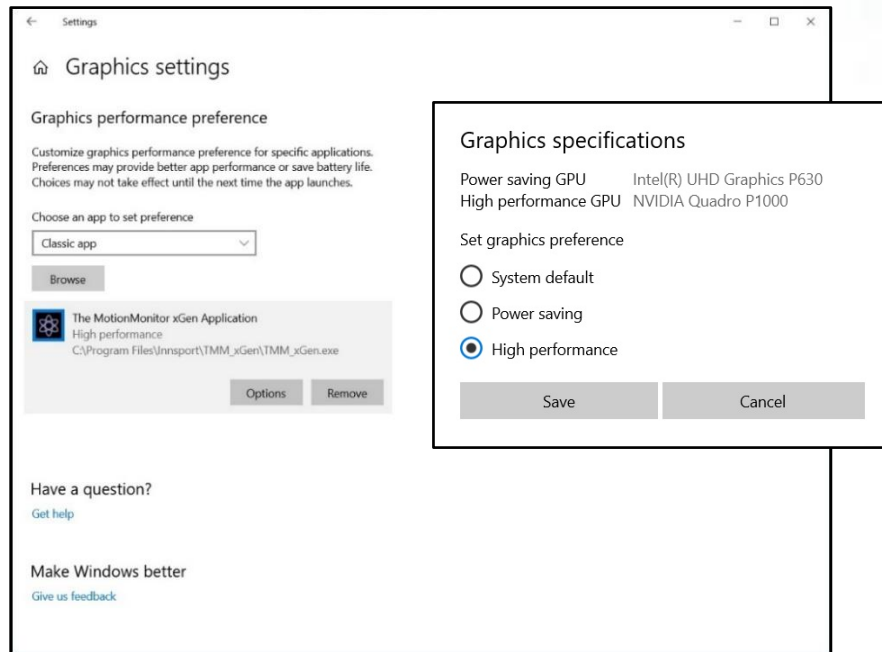 Settings
Graphics settings
Graphics performance preference
Customize graphics performance preference for specific applications.
Preferences may provide better app performance or save battery life.
Choices may not take effect until the next time the app launches.
Choose an app to set preference
Classic app
Browse
The MotionMonitor xGen Application
High performance
C:\Program Files\Innsport\TMM_xGen\TMM_xGen.exe
Options Remove
Have a question?
Get help
Make Windows better
Give us feedback
Graphics specifications
Power saving GPU Intel(R) UHD Graphics P630
High performance GPU NVIDIA Quadro P1000
Set graphics preference
System default
Power saving
High performance
Save Cancel